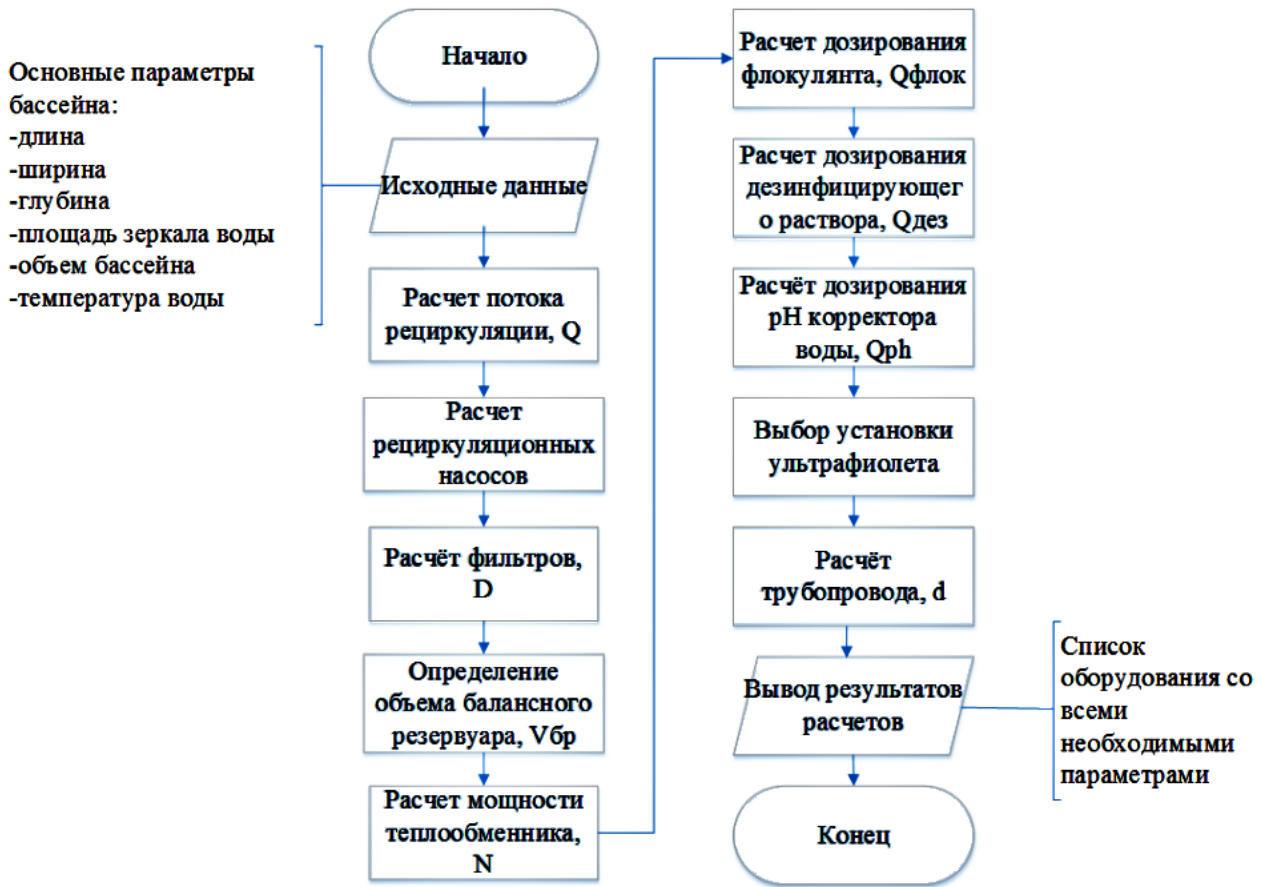 Начало
Основные параметры
бассейна:
-длина
-ширина
-глубина
-площадь зеркала воды
-объем бассейна
-температура воды
Исходные данные
Расчет потока
рециркуляции, Q
Расчет
рециркуляционных
насосов
Расчёт фильтров,
D
Определение
объема балансного
резервуара, Vбр
Расчет мощности
теплообменника,
N
Расчет дозирования
флокулянта, Qфлок
Расчет дозирования
дезинфицирующег
о раствора, Qдез
Расчёт дозирования
pH корректора
воды, Qph
Выбор установки
ультрафиолета
Расчёт
трубопровода, d
Вывод результатов
расчетов
Список
оборудования со
всеми
необходимыми
параметрами
Конец